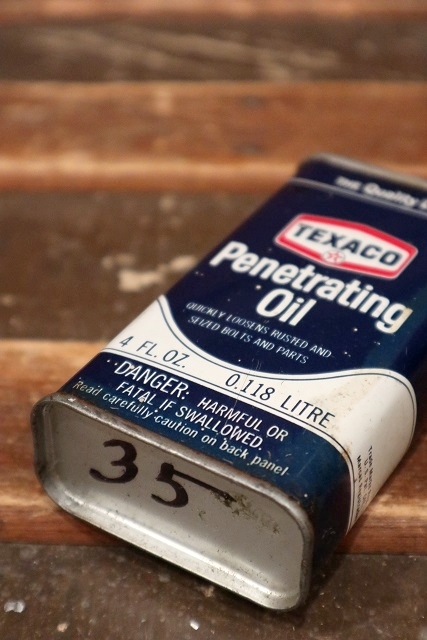 Quality
TEXACO
Penetrating
Oil
QUICKLY LOOSENS RUSTED AND
SEIZED BOLTS AND PARTS
4 FL. OZ. 0.118 LITRE
DANGER: HARMFUL OR
FATAL IF SWALLOWED
Read carefully caution on back panel.
35